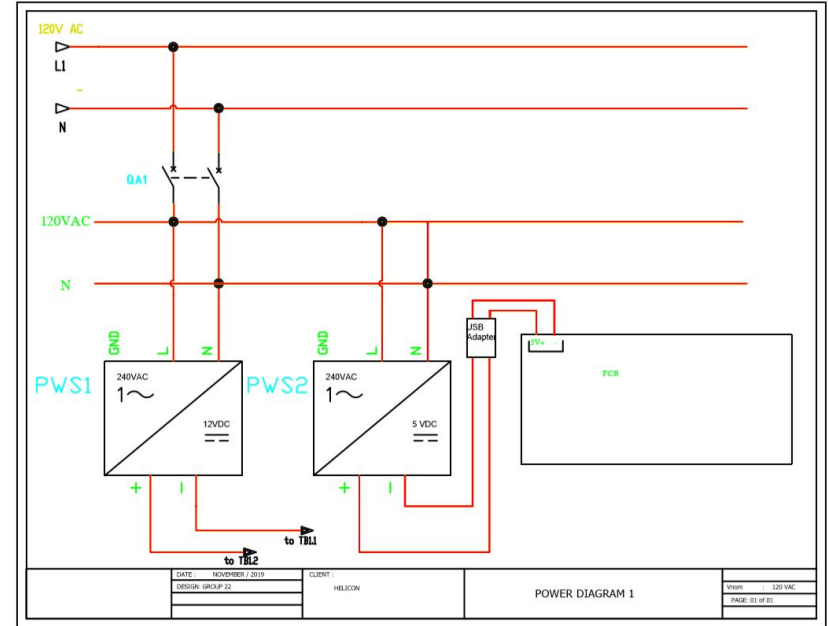 120V AC
L1
-
N
QA1
120VAC
N
GND
L
N
GND
L
N
USB
Adapter
5V+ -
PCB
PWS1
240VAC
1~
12VDC
PWS2
240VAC
1~
5 VDC
+
-
+
-
to TB1.1
to TB1.2
DATE : NOVEMBER / 2019
DESIGN: GROUP 22
CLIENT :
HELICON
POWER DIAGRAM 1
Vnom : 120 VAC
PAGE: 01 of 01